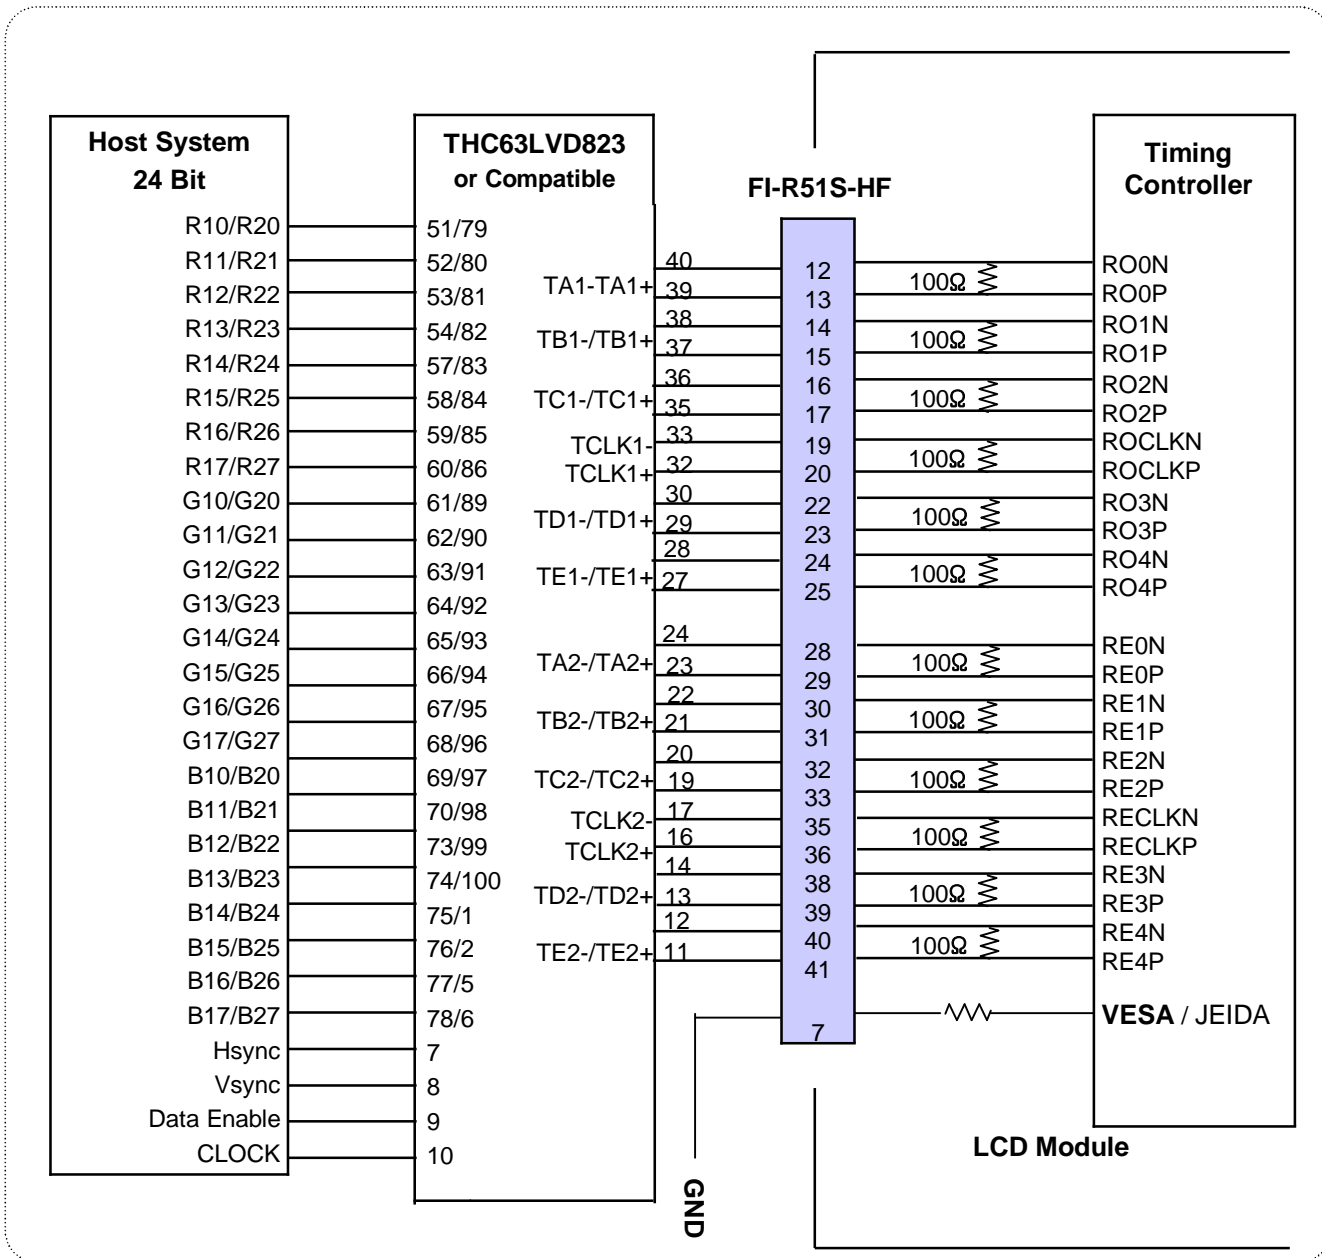 Host System
24 Bit
R10/R20
R11/R21
R12/R22
R13/R23
R14/R24
R15/R25
R16/R26
R17/R27
G10/G20
G11/G21
G12/G22
G13/G23
G14/G24
G15/G25
G16/G26
G17/G27
B10/B20
B11/B21
B12/B22
B13/B23
B14/B24
B15/B25
B16/B26
B17/B27
Hsync
Vsync
Data Enable
CLOCK
THC63LVD823
or Compatible
51/79
52/80
53/81
54/82
57/83
58/84
59/85
60/86
61/89
62/90
63/91
64/92
65/93
66/94
67/95
68/96
69/97
70/98
73/99
74/100
75/1
76/2
77/5
78/6
7
8
9
10
TA1-TA1+
TB1-/TB1+
TC1-/TC1+
TCLK1-
TCLK1+
TD1-/TD1+
TE1-/TE1+
TA2-/TA2+
TB2-/TB2+
TC2-/TC2+
TCLK2-
TCLK2+
TD2-/TD2+
TE2-/TE2+
40
39
38
37
36
35
33
32
30
29
28
27
24
23
22
21
20
19
17
16
14
13
12
11
GND
FI-R51S-HF
12
13
14
15
16
17
19
20
22
23
24
25
28
29
30
31
32
33
35
36
38
39
40
41
7
100Ω
100Ω
100Ω
100Ω
100Ω
100Ω
100Ω
100Ω
100Ω
100Ω
100Ω
100Ω
Timing
Controller
RO0N
RO0P
RO1N
RO1P
RO2N
RO2P
ROCLKN
ROCLKP
RO3N
RO3P
RO4N
RO4P
RE0N
RE0P
RE1N
RE1P
RE2N
RE2P
RECLKN
RECLKP
RE3N
RE3P
RE4N
RE4P
VESA / JEIDA
LCD Module